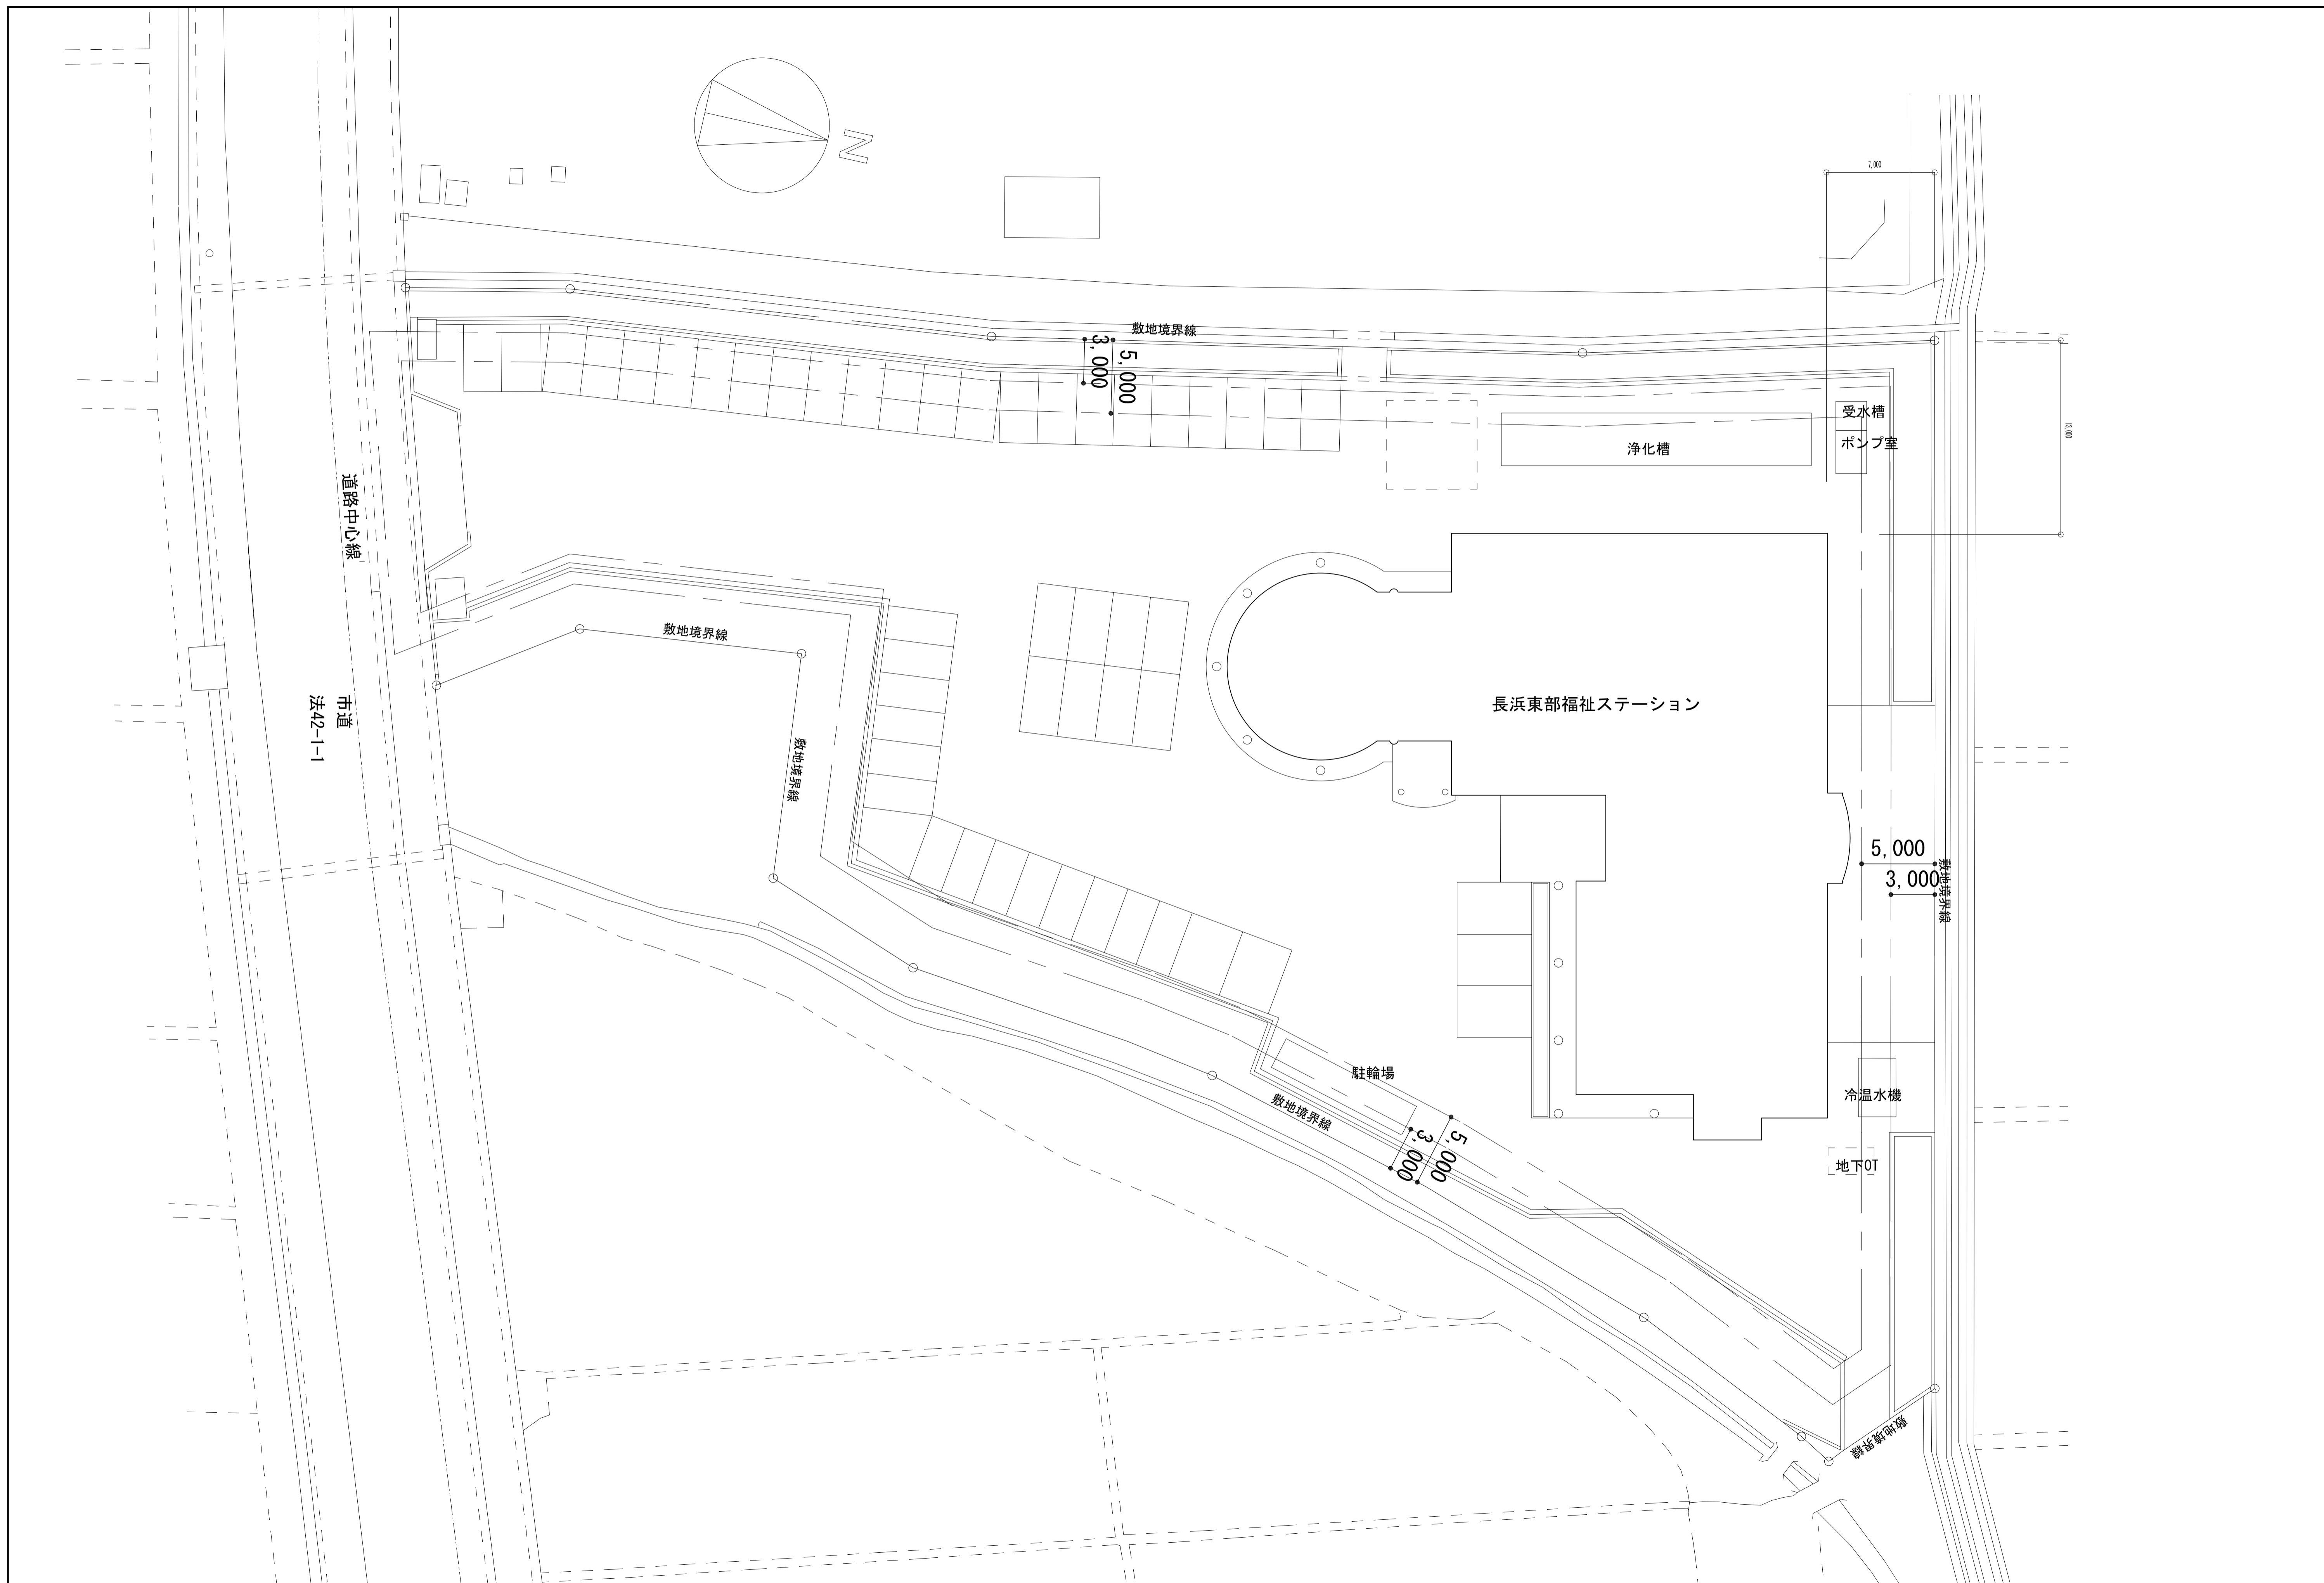 N
7,000
敷地境界線
3,000
5,000
受水槽
ポンプ室
浄化槽
13,000
道路中心線
敷地境界線
市道
法42-1-1
敷地境界線
長浜東部福祉ステーション
5,000
3,000
敷地境界線
駐輪場
敷地境界線
3,000
5,000
冷温水機
地下OT
敷地境界線